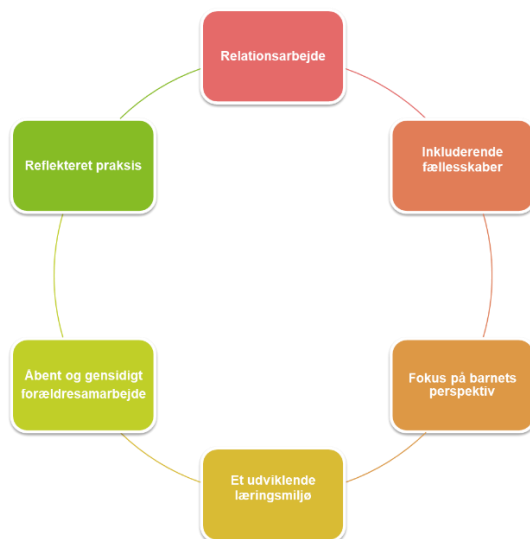 Relationsarbejde
Inkluderende
fællesskaber
Fokus på barnets
perspektiv
Et udviklende
læringsmiljø
Åbent og gensidigt
forældresamarbejde
Reflekteret praksis